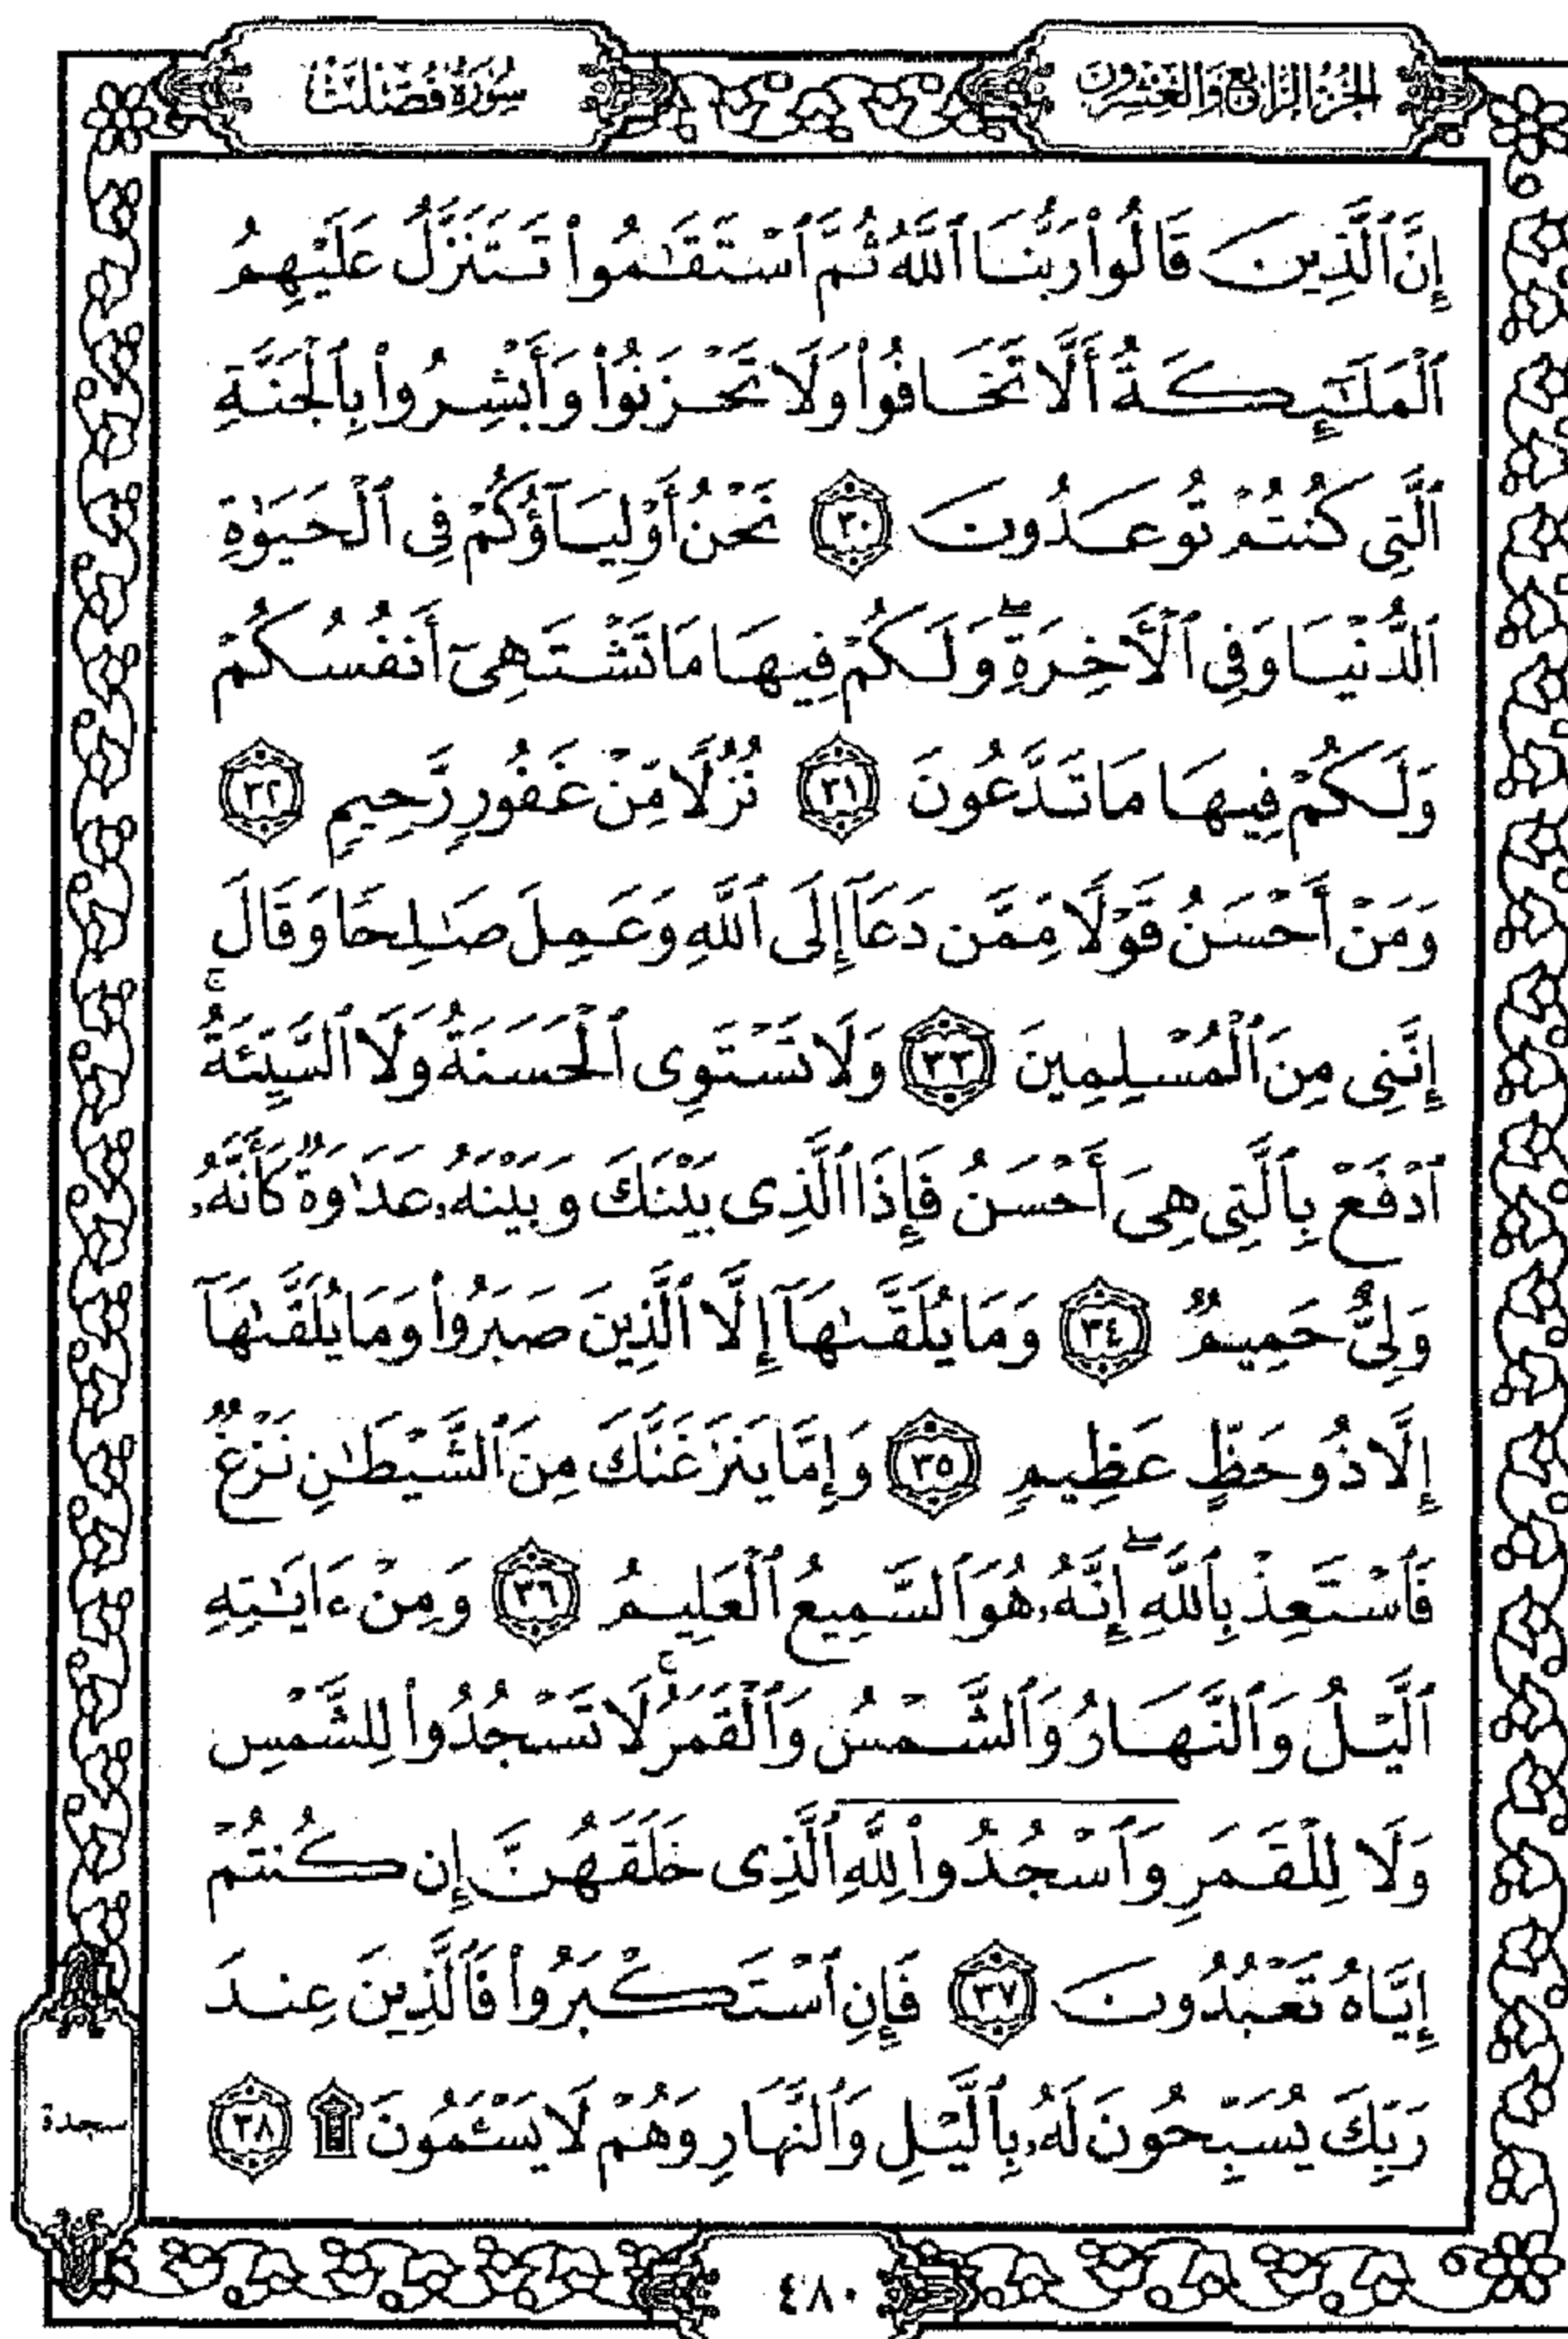 الجزء الرابع والعشرون
سورة فصلت
إِنَّ ٱلَّذِينَ قَالُوا۟ رَبُّنَا ٱللَّهُ ثُمَّ ٱسْتَقَـٰمُوا۟ تَتَنَزَّلُ عَلَيْهِمُ
ٱلْمَلَـٰٓئِكَةُ أَلَّا تَخَافُوا۟ وَلَا تَحْزَنُوا۟ وَأَبْشِرُوا۟ بِٱلْجَنَّةِ
ٱلَّتِى كُنتُمْ تُوعَدُونَ ٣٠ نَحْنُ أَوْلِيَآؤُكُمْ فِى ٱلْحَيَوٰةِ
ٱلدُّنْيَا وَفِى ٱلْـَٔاخِرَةِ ۖ وَلَكُمْ فِيهَا مَا تَشْتَهِىٓ أَنفُسُكُمْ
وَلَكُمْ فِيهَا مَا تَدَّعُونَ ٣١ نُزُلًا مِّنْ غَفُورٍ رَّحِيمٍ ٣٢
وَمَنْ أَحْسَنُ قَوْلًا مِّمَّن دَعَآ إِلَى ٱللَّهِ وَعَمِلَ صَـٰلِحًا وَقَالَ
إِنَّنِى مِنَ ٱلْمُسْلِمِينَ ٣٣ وَلَا تَسْتَوِى ٱلْحَسَنَةُ وَلَا ٱلسَّيِّئَةُ ۚ
ٱدْفَعْ بِٱلَّتِى هِىَ أَحْسَنُ فَإِذَا ٱلَّذِى بَيْنَكَ وَبَيْنَهُۥ عَدَٰوَةٌ كَأَنَّهُۥ
وَلِىٌّ حَمِيمٌ ٣٤ وَمَا يُلَقَّىٰهَآ إِلَّا ٱلَّذِينَ صَبَرُوا۟ وَمَا يُلَقَّىٰهَآ
إِلَّا ذُو حَظٍّ عَظِيمٍ ٣٥ وَإِمَّا يَنزَغَنَّكَ مِنَ ٱلشَّيْطَـٰنِ نَزْغٌ
فَٱسْتَعِذْ بِٱللَّهِ ۖ إِنَّهُۥ هُوَ ٱلسَّمِيعُ ٱلْعَلِيمُ ٣٦ وَمِنْ ءَايَـٰتِهِ
ٱلَّيْلُ وَٱلنَّهَارُ وَٱلشَّمْسُ وَٱلْقَمَرُ ۚ لَا تَسْجُدُوا۟ لِلشَّمْسِ
وَلَا لِلْقَمَرِ وَٱسْجُدُوا۟ لِلَّهِ ٱلَّذِى خَلَقَهُنَّ إِن كُنتُمْ
إِيَّاهُ تَعْبُدُونَ ٣٧ فَإِنِ ٱسْتَكْبَرُوا۟ فَٱلَّذِينَ عِندَ
رَبِّكَ يُسَبِّحُونَ لَهُۥ بِٱلَّيْلِ وَٱلنَّهَارِ وَهُمْ لَا يَسْـَٔمُونَ ۩ ٣٨
سجدة
٤٨٠